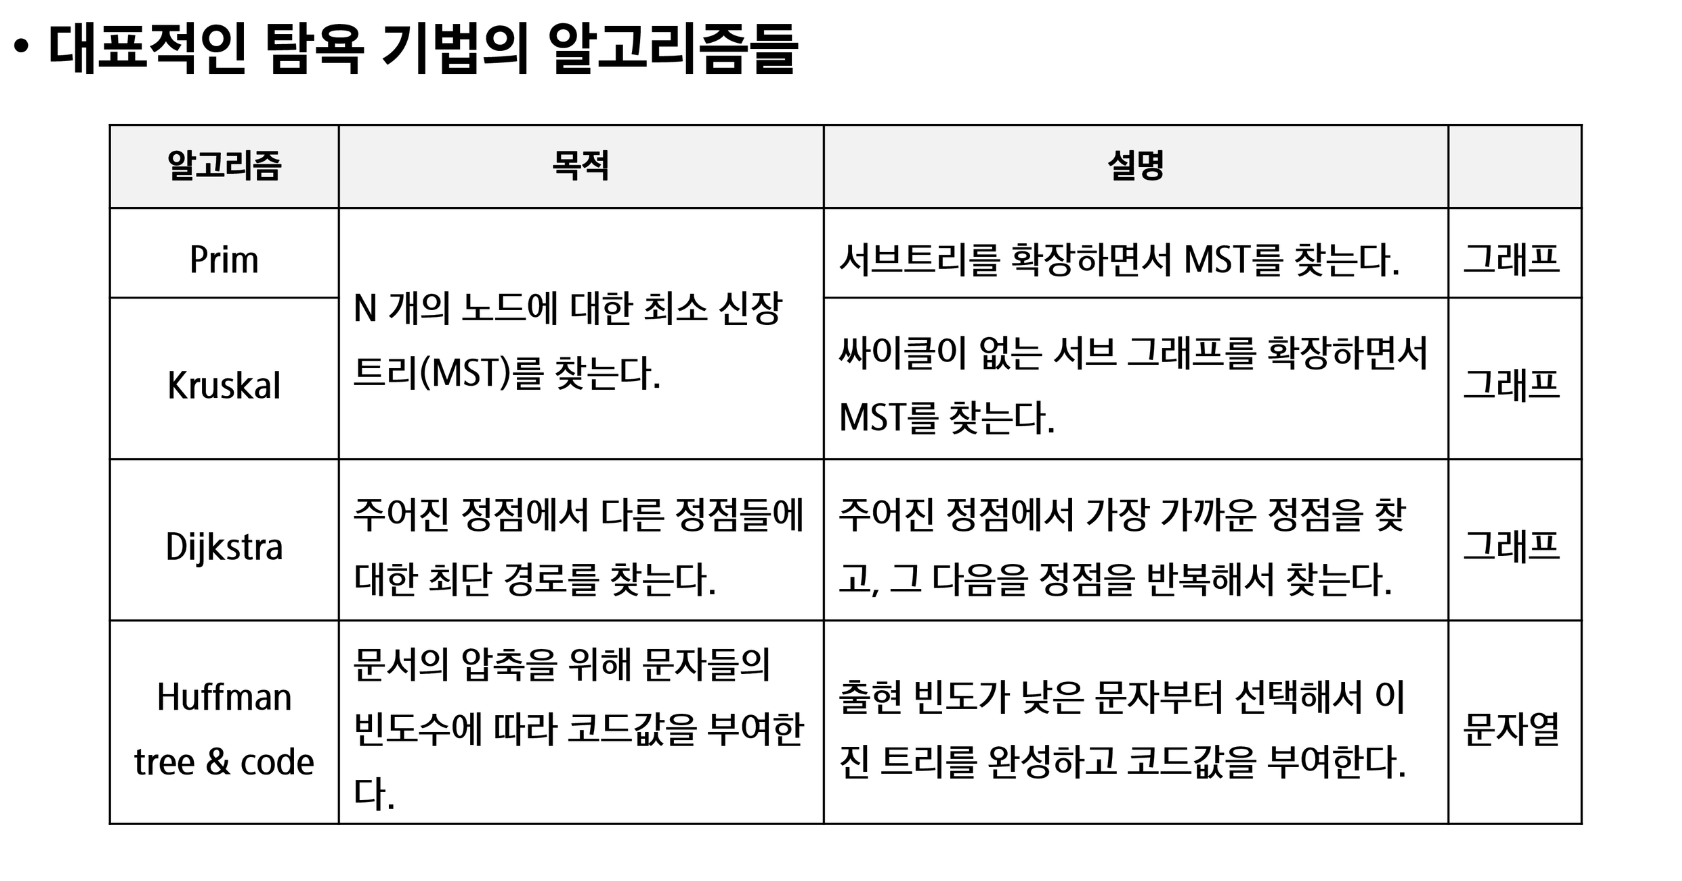 • 대표적인 탐욕 기법의 알고리즘들
알고리즘
목적
설명
Prim
N 개의 노드에 대한 최소 신장
트리(MST)를 찾는다.
서브트리를 확장하면서 MST를 찾는다.
그래프
Kruskal
싸이클이 없는 서브 그래프를 확장하면서
MST를 찾는다.
그래프
Dijkstra
주어진 정점에서 다른 정점들에
대한 최단 경로를 찾는다.
주어진 정점에서 가장 가까운 정점을 찾
고, 그 다음을 정점을 반복해서 찾는다.
그래프
Huffman
tree & code
문서의 압축을 위해 문자들의
빈도수에 따라 코드값을 부여한
다.
출현 빈도가 낮은 문자부터 선택해서 이
진 트리를 완성하고 코드값을 부여한다.
문자열